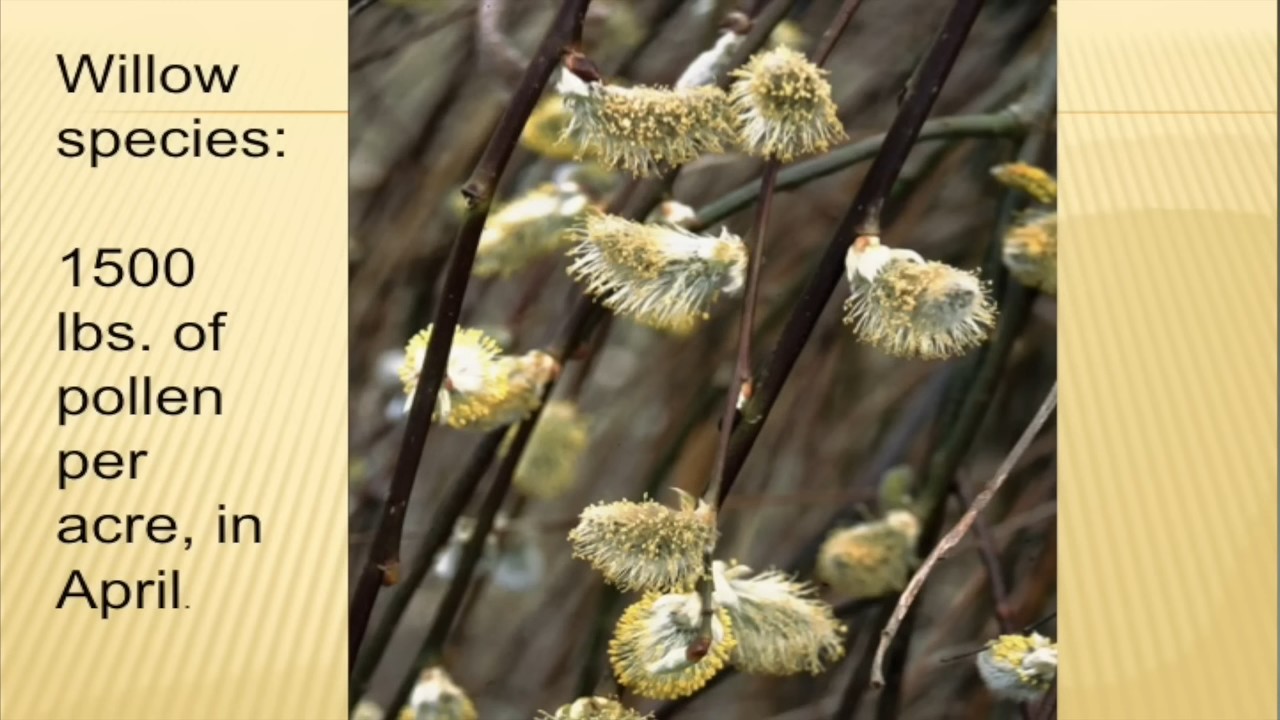 Willow
species:
1500
lbs. of
pollen
per
acre, in
April.